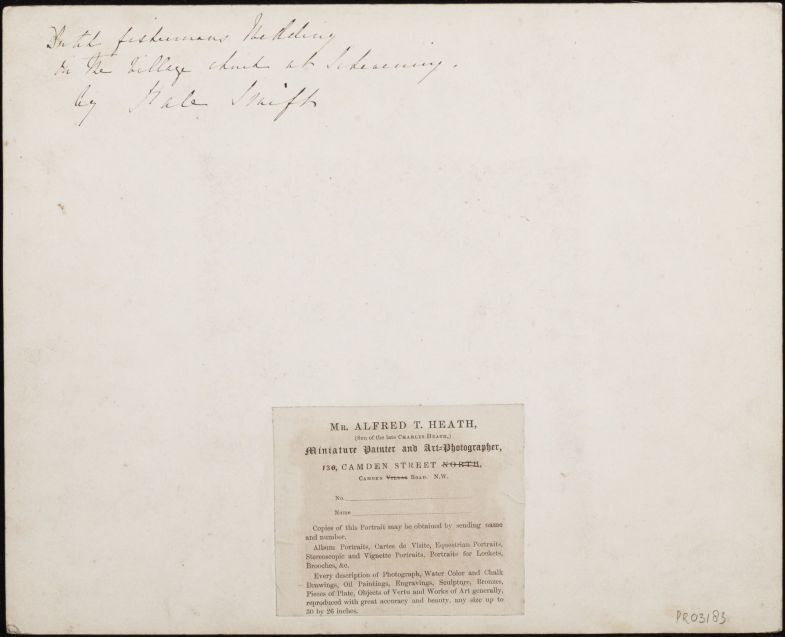 Dutch fishermans Wedding
in the village church at Scheavning.
by Kate Swift
MR. ALFRED T. HEATH,
(Son of the late CHARLES HEATH,)
Miniature Painter and Art=Photographer,
130, CAMDEN STREET NORTH,
CAMDEN VILLAS ROAD. N.W.
No.
Name
Copies of this Portrait may be obtained by sending name
and number.
Album Portraits, Cartes de Visite, Equestrian Portraits,
Stereoscopic and Vignette Portraits, Portraits for Lockets,
Brooches, &c.
Every description of Photograph, Water Color and Chalk
Drawings, Oil Paintings, Engravings, Sculpture, Bronzes,
Pieces of Plate, Objects of Vertu and Works of Art generally,
reproduced with great accuracy and beauty, any size up to
30 by 26 inches.
PR03183